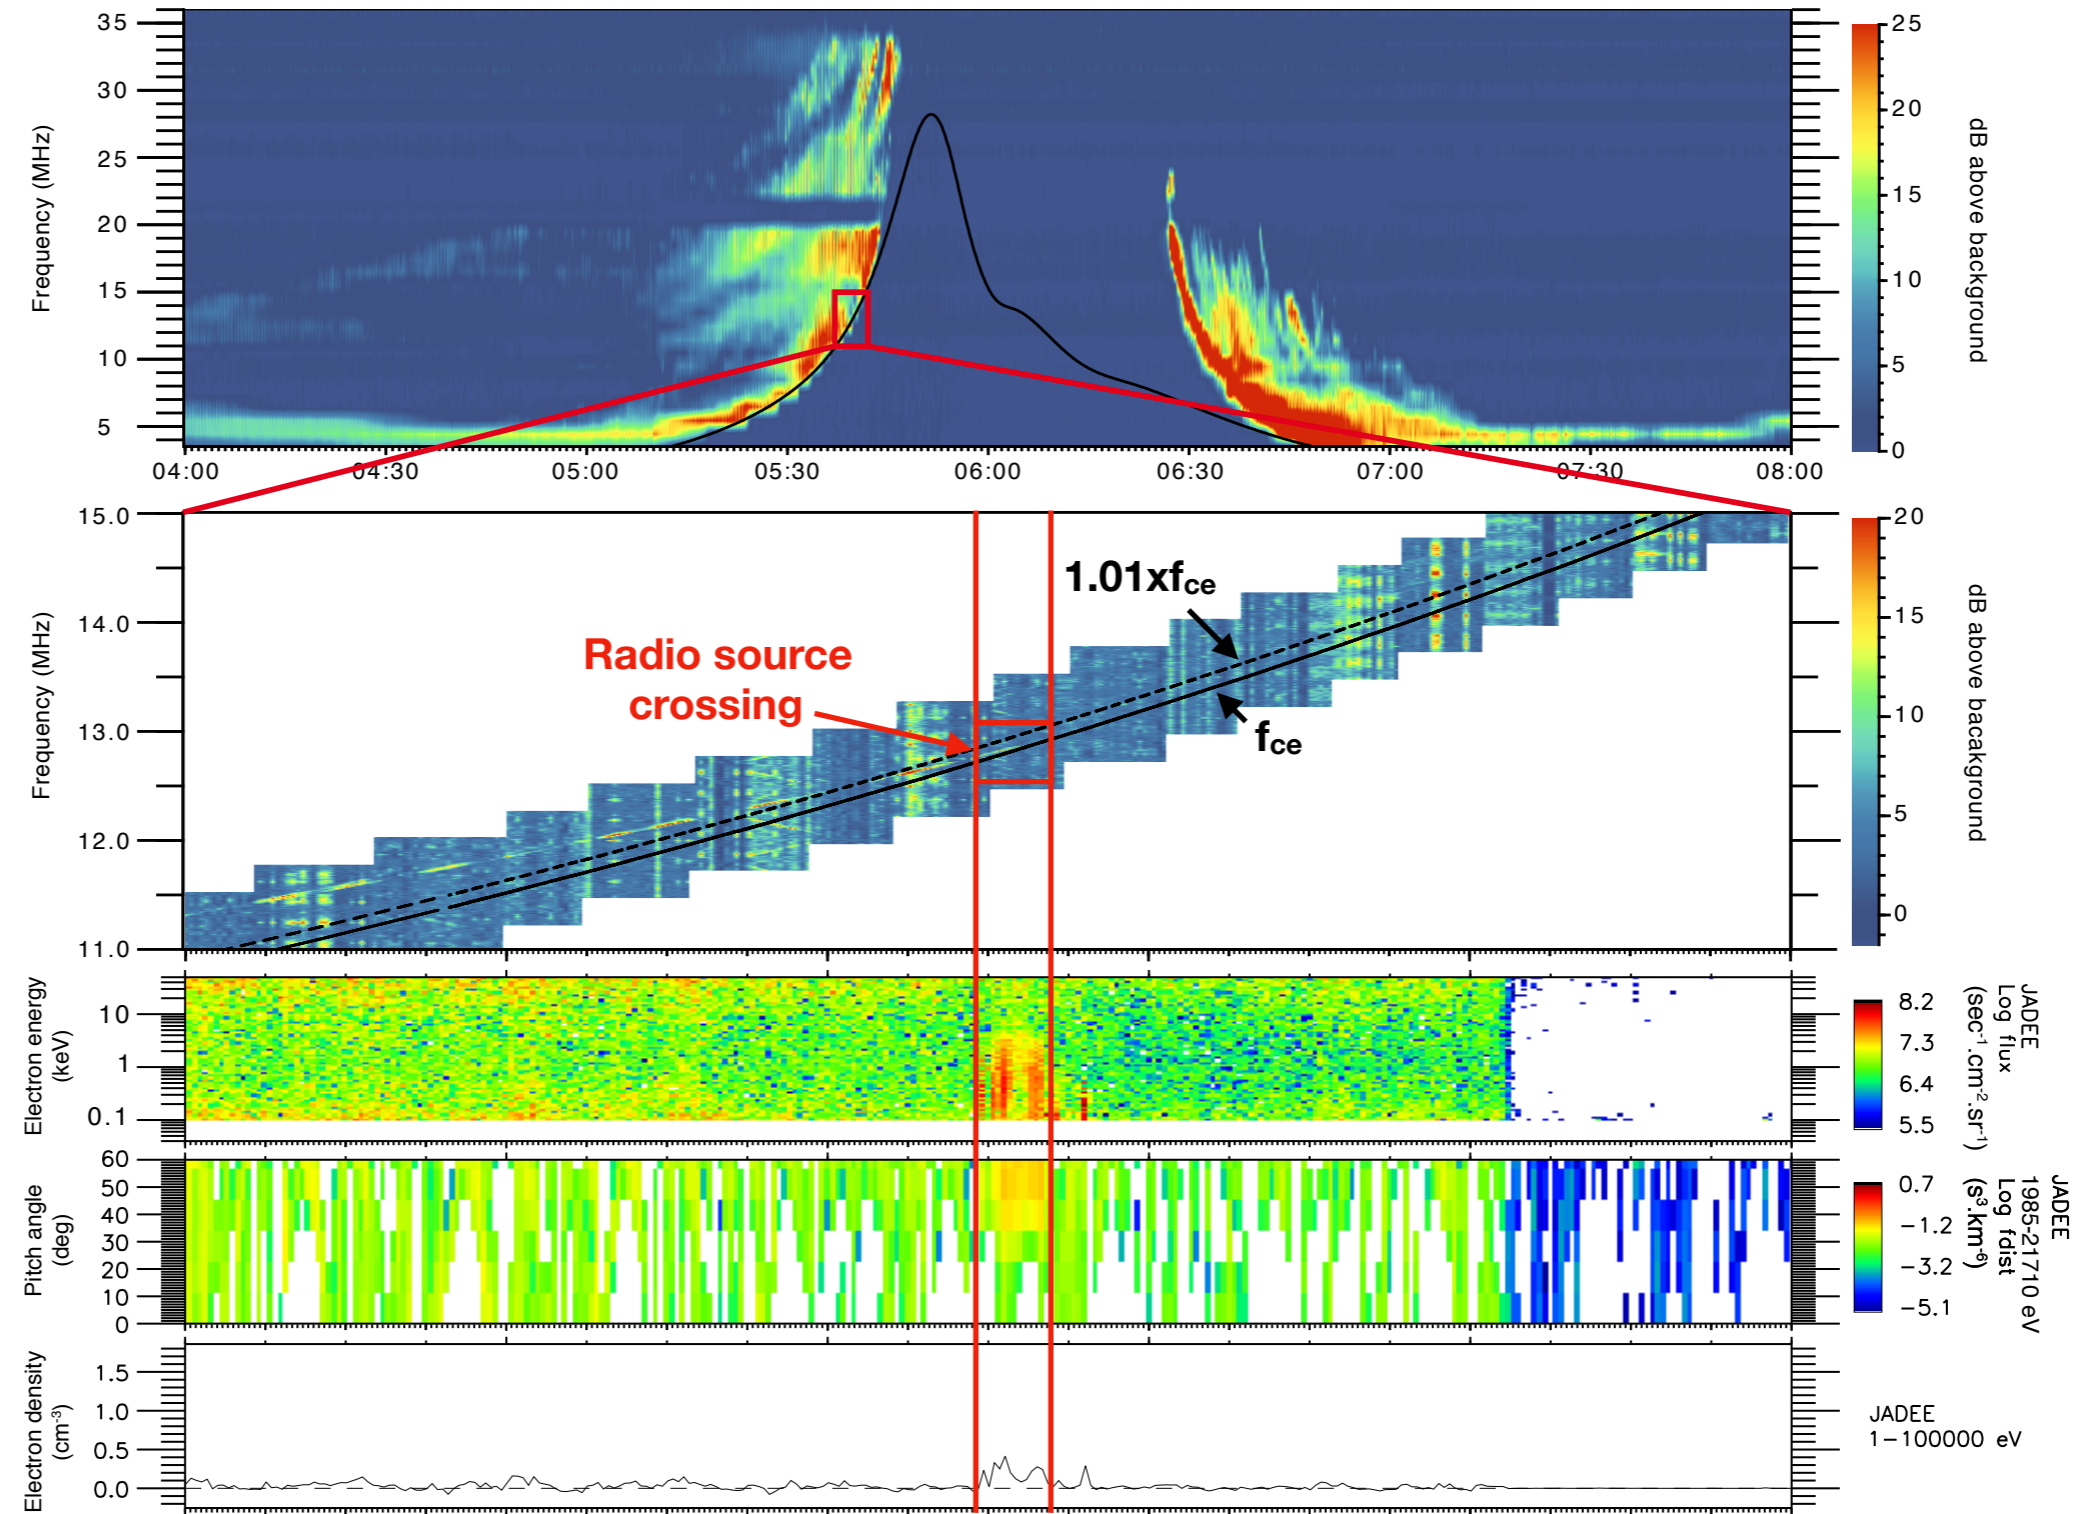 Frequency (MHz)
35
30
25
20
15
10
5
04:00 04:30 05:00 05:30 06:00 06:30 07:00 07:30 08:00
25
20
15
10
5
0
dB above background
Frequency (MHz)
15.0
14.0
13.0
12.0
11.0
Radio source
crossing
1.01xfce
fce
20
15
10
5
0
dB above bacakground
Electron energy
(keV)
10
1
0.1
8.2
7.3
6.4
5.5
JADEE
Log flux
(sec-1.cm-2.sr-1)
Pitch angle
(deg)
60
50
40
30
20
10
0
0.7
−1.2
−3.2
−5.1
JADEE
1985-21710 eV
Log fdist
(s3.km-6)
Electron density
(cm-3)
1.5
1.0
0.5
0.0
JADEE
1−100000 eV